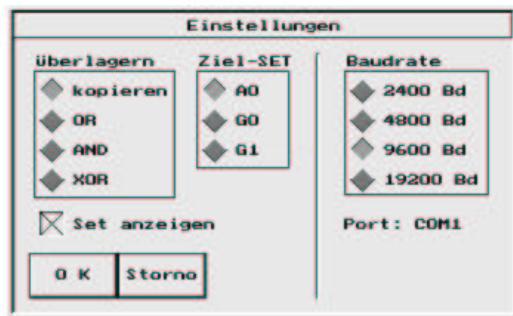 Einstellungen
überlagern
kopieren
OR
AND
XOR
Ziel-SET
A0
G0
G1
Set anzeigen
O K
Storno
Baudrate
2400 Bd
4800 Bd
9600 Bd
19200 Bd
Port: COM1